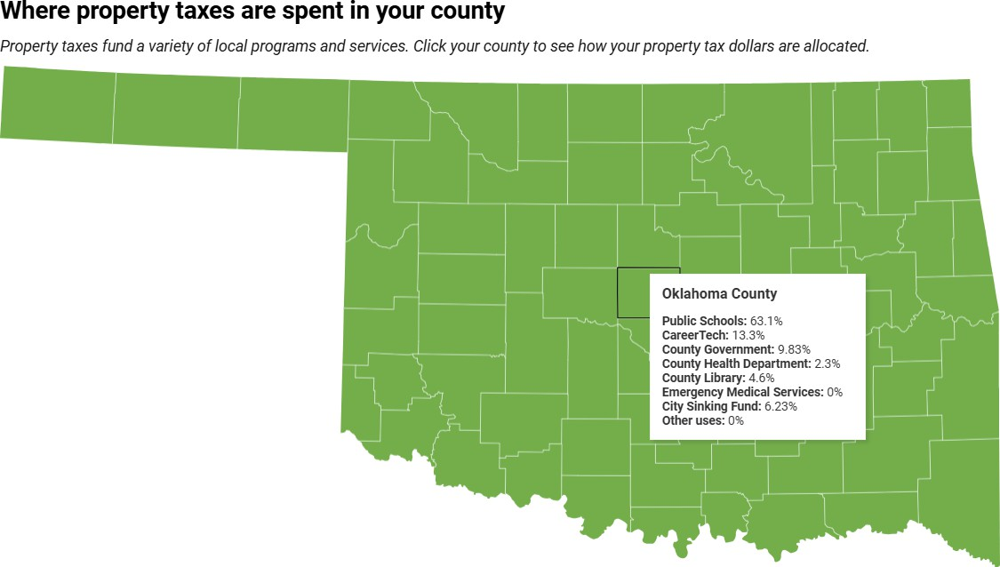 Where property taxes are spent in your county
Property taxes fund a variety of local programs and services. Click your county to see how your property tax dollars are allocated.
Oklahoma County
Public Schools: 63.1%
CareerTech: 13.3%
County Government: 9.83%
County Health Department: 2.3%
County Library: 4.6%
Emergency Medical Services: 0%
City Sinking Fund: 6.23%
Other uses: 0%